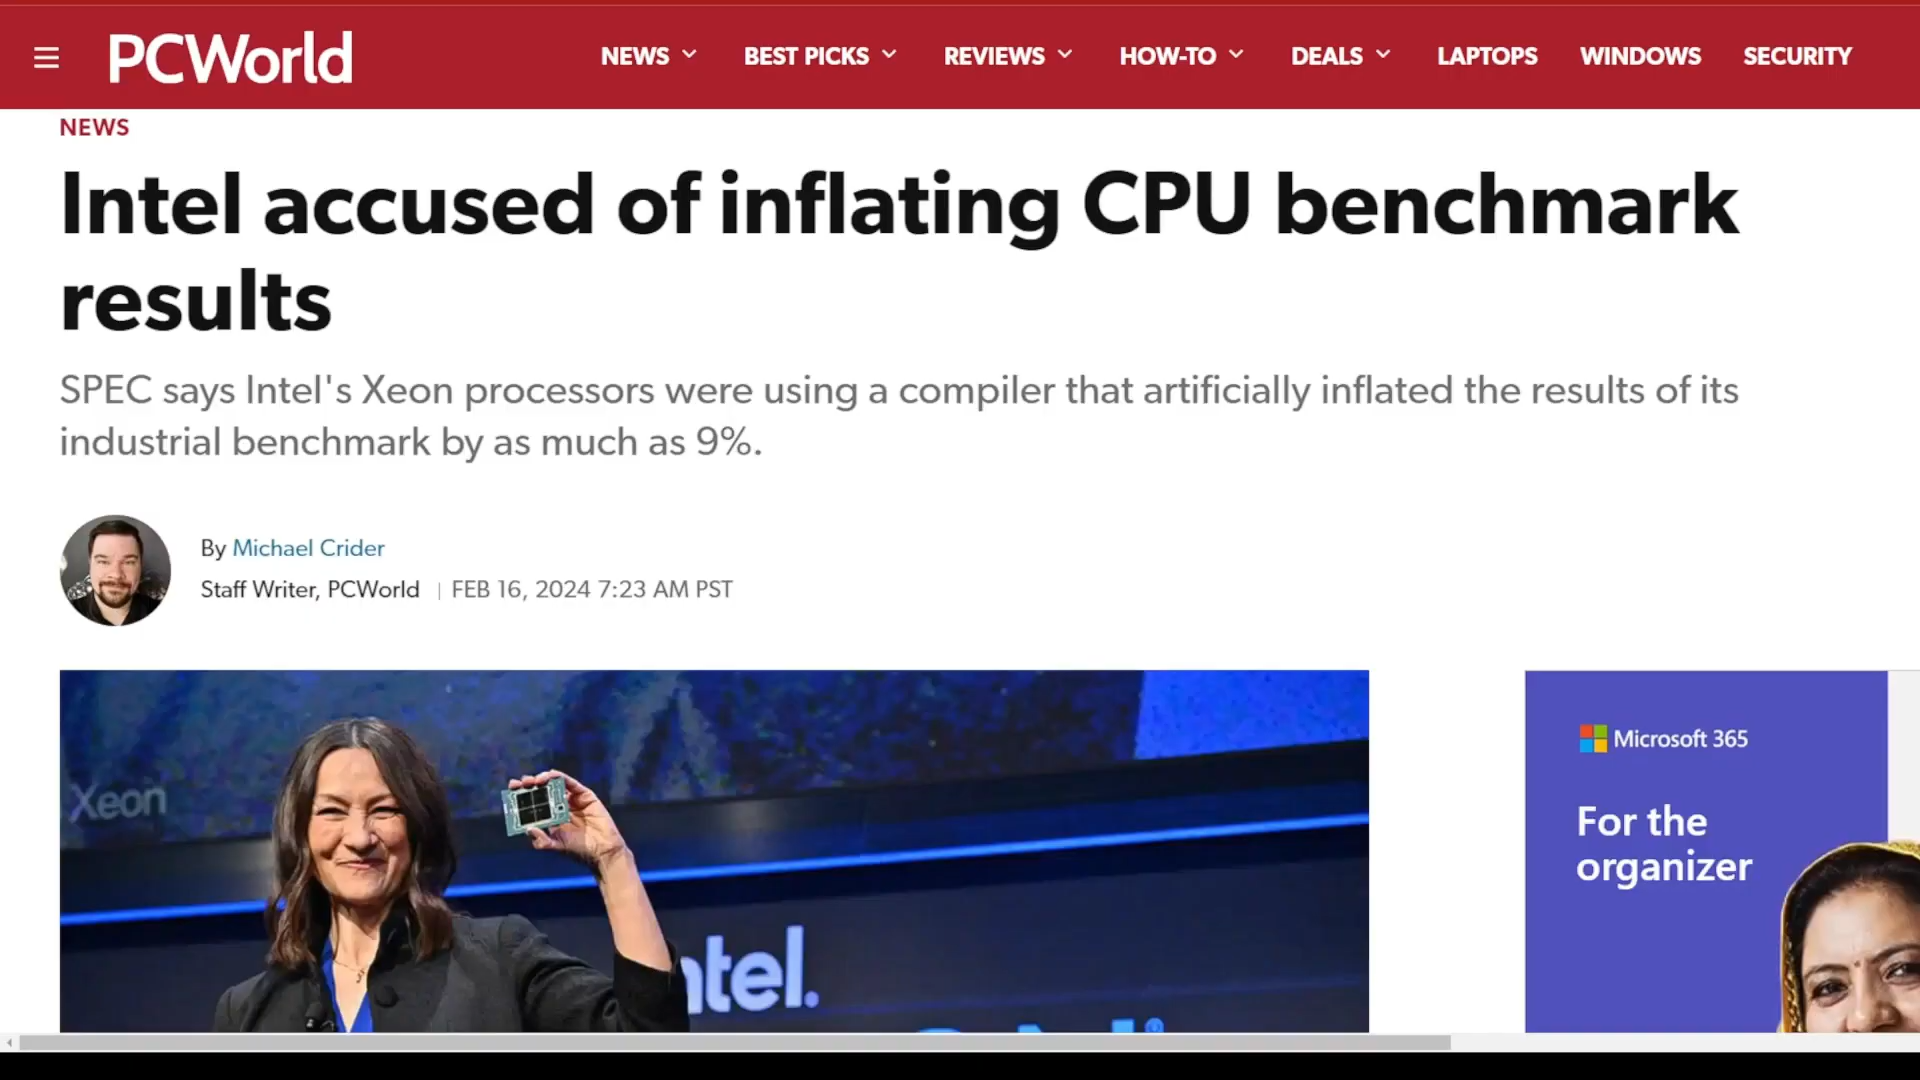 PCWorld
NEWS
BEST PICKS
REVIEWS
HOW-TO
DEALS
LAPTOPS
WINDOWS
SECURITY
NEWS
Intel accused of inflating CPU benchmark
results
SPEC says Intel's Xeon processors were using a compiler that artificially inflated the results of its
industrial benchmark by as much as 9%.
By Michael Crider
Staff Writer, PCWorld | FEB 16, 2024 7:23 AM PST
Xeon
ntel.
Microsoft 365
For the
organizer